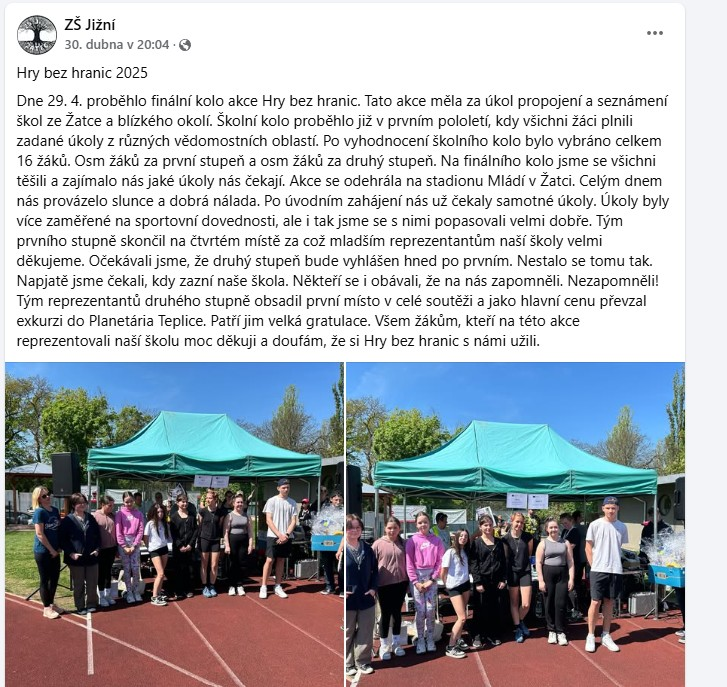 ZŠ Jižní
30. dubna v 20:04 ·
Hry bez hranic 2025
Dne 29. 4. proběhlo finální kolo akce Hry bez hranic. Tato akce měla za úkol propojení a seznámení
škol ze Žatce a blízkého okolí. Školní kolo proběhlo již v prvním pololetí, kdy všichni žáci plnili
zadané úkoly z různých vědomostních oblastí. Po vyhodnocení školního kola bylo vybráno celkem
16 žáků. Osm žáků za první stupeň a osm žáků za druhý stupeň. Na finálního kolo jsme se všichni
těšili a zajímalo nás jaké úkoly nás čekají. Akce se odehrála na stadionu Mládí v Žatci. Celým dnem
nás provázelo slunce a dobrá nálada. Po úvodním zahájení nás už čekaly samotné úkoly. Úkoly byly
více zaměřené na sportovní dovednosti, ale i tak jsme se s nimi popasovali velmi dobře. Tým
prvního stupně skončil na čtvrtém místě za což mladším reprezentantům naší školy velmi
děkujeme. Očekávali jsme, že druhý stupeň bude vyhlášen hned po prvním. Nestalo se tomu tak.
Napjatě jsme čekali, kdy zazní naše škola. Někteří se i obávali, že na nás zapomněli. Nezapomněli!
Tým reprezentantů druhého stupně obsadil první místo v celé soutěži a jako hlavní cenu převzal
exkurzi do Planetária Teplice. Patří jim velká gratulace. Všem žákům, kteří na této akce
reprezentovali naší školu moc děkuji a doufám, že si Hry bez hranic s námi užili.